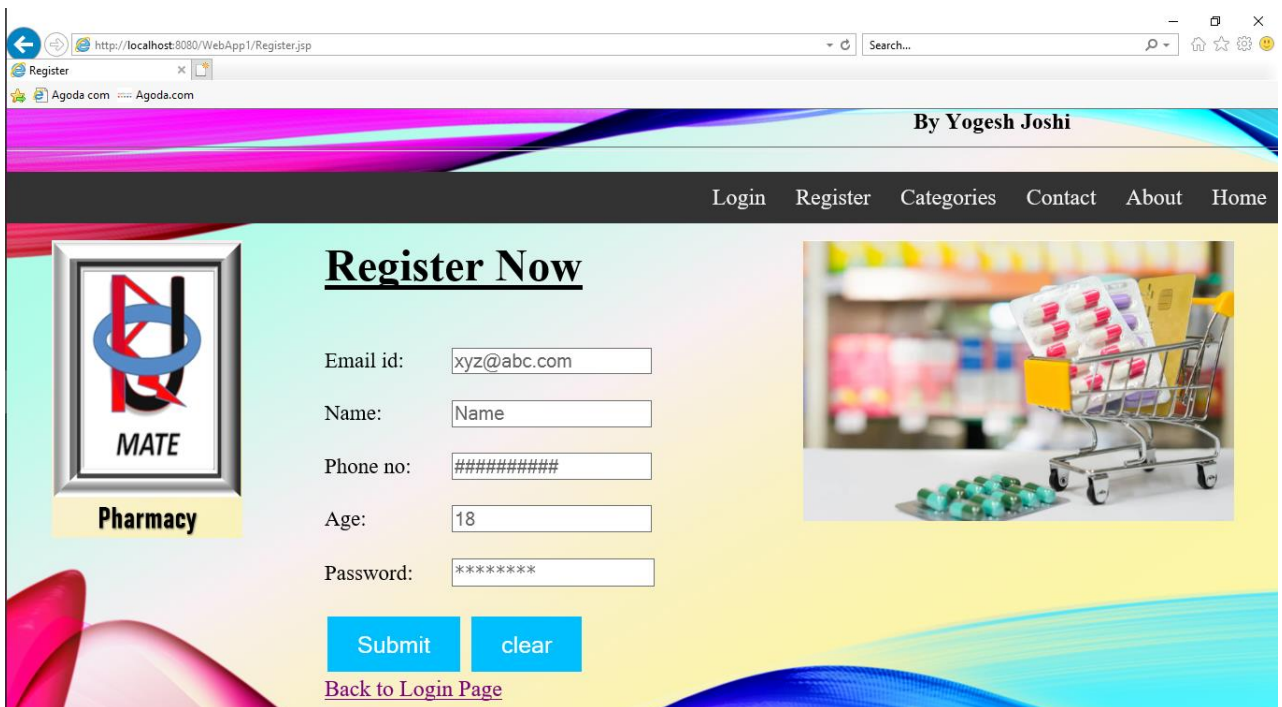 http://localhost:8080/WebApp1/Register.jsp
Search...
Register
Agoda com Agoda.com
By Yogesh Joshi
Login Register Categories Contact About Home
Register Now
MATE
Pharmacy
Email id: xyz@abc.com
Name: Name
Phone no: ##########
Age: 18
Password: ********
Submit clear
Back to Login Page